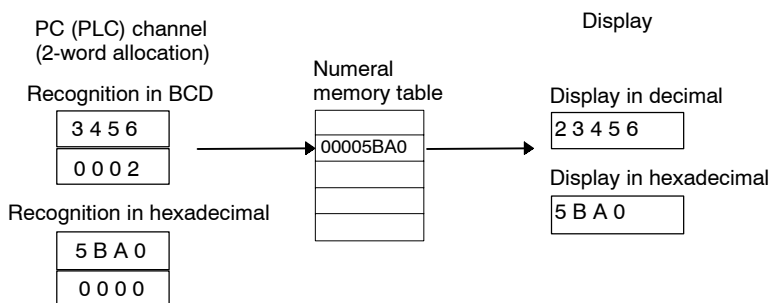 PC (PLC) channel
(2-word allocation)
Recognition in BCD
3 4 5 6
0 0 0 2
Recognition in hexadecimal
5 B A 0
0 0 0 0
Numeral
memory table
00005BA0
Display
Display in decimal
2 3 4 5 6
Display in hexadecimal
5 B A 0